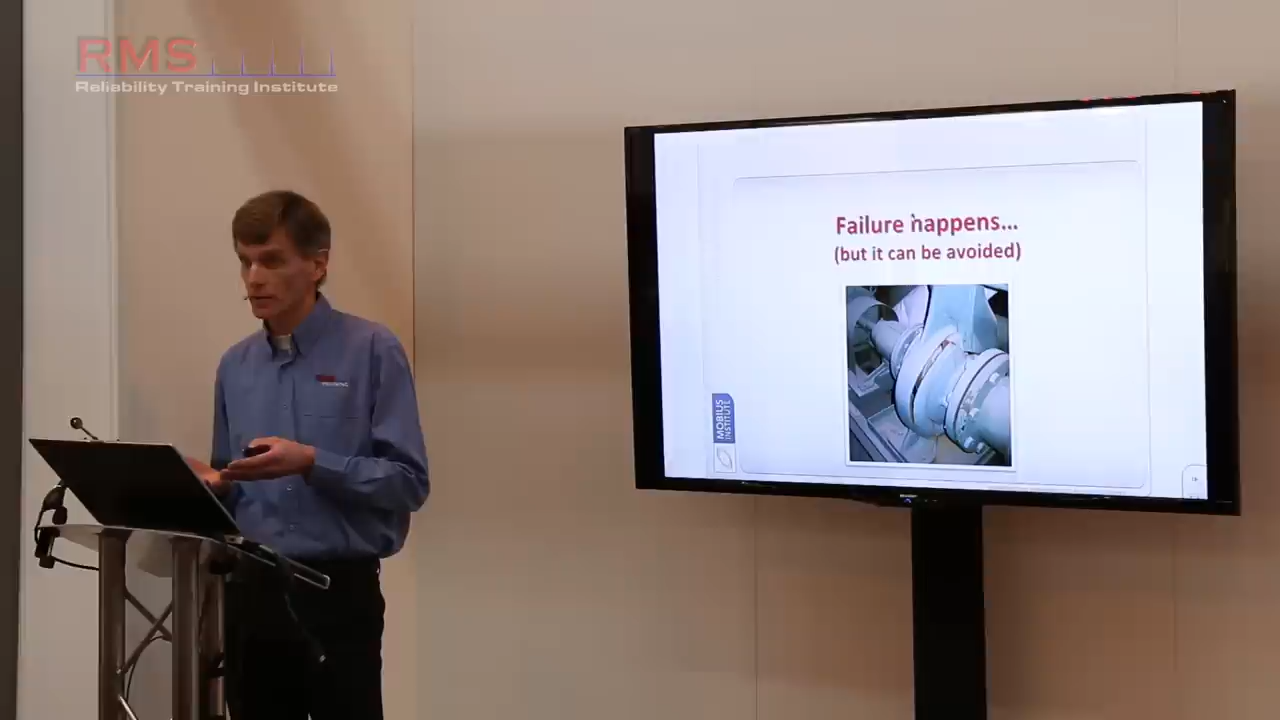 RMS
Reliability Training Institute
Failure happens...
(but it can be avoided)
MOBIUS
INSTITUTE